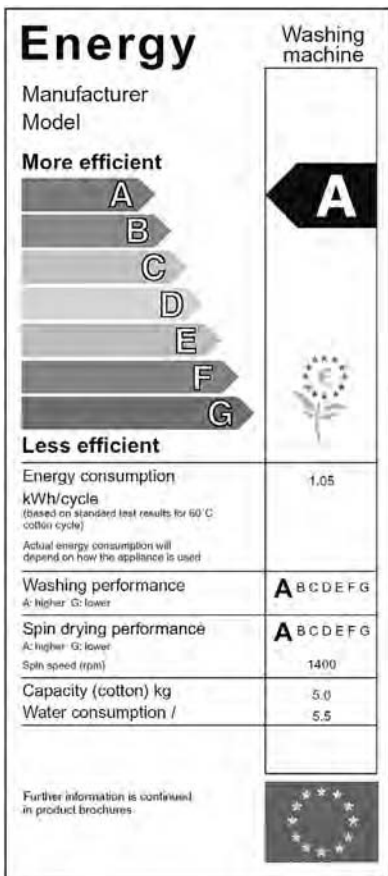 Energy
Washing
machine
Manufacturer
Model
More efficient
A
A
B
C
D
E
F
G
Less efficient
Energy consumption
1.05
kWh/cycle
(based on standard test results for 60°C
cotton cycle)
Actual energy consumption will
depend on how the appliance is used
Washing performance
A B C D E F G
A: higher G: lower
Spin drying performance
A B C D E F G
A: higher G: lower
Spin speed (rpm)
1400
Capacity (cotton) kg
5.0
Water consumption l
5.5
Further information is continued
in product brochures